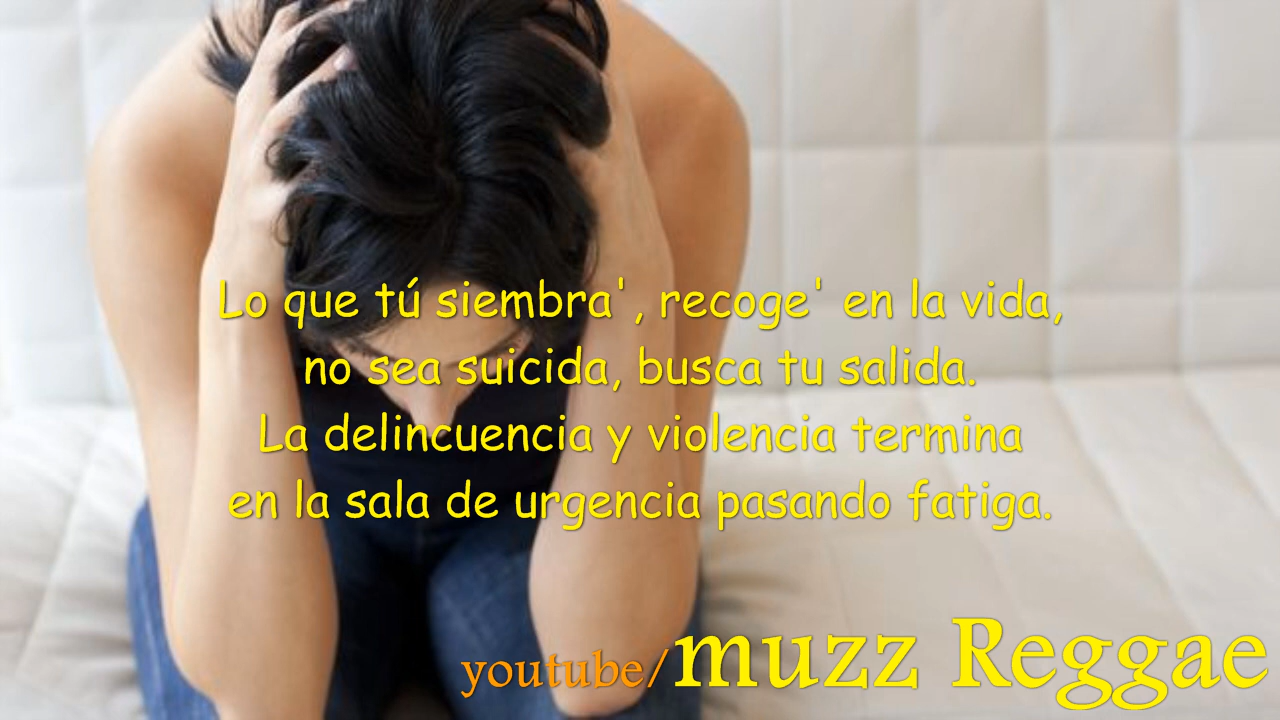 Lo que tú siembra', recoge' en la vida,
no sea suicida, busca tu salida.
La delincuencia y violencia termina
en la sala de urgencia pasando fatiga.
youtube/muzz Reggae